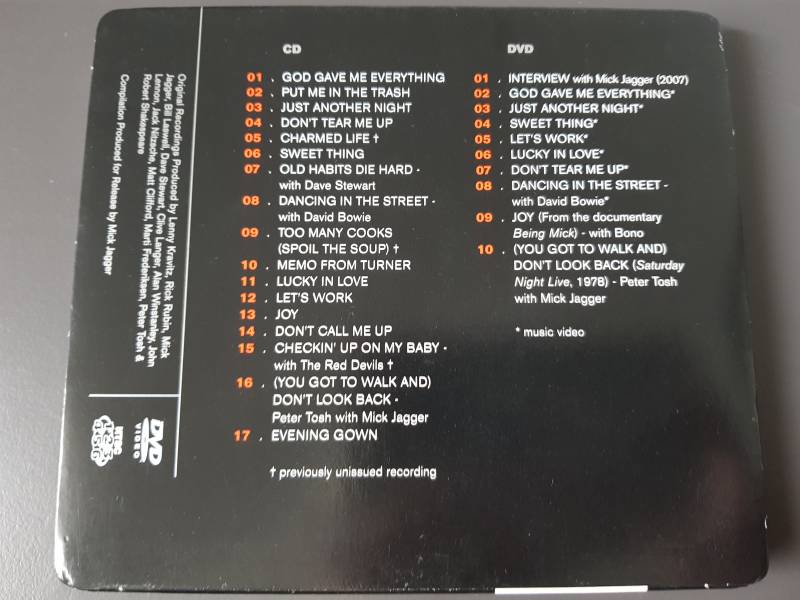 CD
01 . GOD GAVE ME EVERYTHING
02 . PUT ME IN THE TRASH
03 . JUST ANOTHER NIGHT
04 . DON'T TEAR ME UP
05 . CHARMED LIFE †
06 . SWEET THING
07 . OLD HABITS DIE HARD -
with Dave Stewart
08 . DANCING IN THE STREET -
with David Bowie
09 . TOO MANY COOKS
(SPOIL THE SOUP) †
10 . MEMO FROM TURNER
11 . LUCKY IN LOVE
12 . LET'S WORK
13 . JOY
14 . DON'T CALL ME UP
15 . CHECKIN' UP ON MY BABY -
with The Red Devils †
16 . (YOU GOT TO WALK AND)
DON'T LOOK BACK -
Peter Tosh with Mick Jagger
17 . EVENING GOWN
† previously unissued recording
DVD
01 . INTERVIEW with Mick Jagger (2007)
02 . GOD GAVE ME EVERYTHING*
03 . JUST ANOTHER NIGHT*
04 . SWEET THING*
05 . LET'S WORK*
06 . LUCKY IN LOVE*
07 . DON'T TEAR ME UP*
08 . DANCING IN THE STREET -
with David Bowie*
09 . JOY (From the documentary
Being Mick) - with Bono
10 . (YOU GOT TO WALK AND)
DON'T LOOK BACK (Saturday
Night Live, 1978) - Peter Tosh
with Mick Jagger
* music video
Original Recordings Produced by Lenny Kravitz, Rick Rubin, Mick
Jagger, Bill Laswell, Dave Stewart, Clive Langer, Alan Winstanley, John
Lennon, Jack Nitzsche, Matt Clifford, Marti Frederiksen, Peter Tosh &
Robert Shakespeare
Compilation Produced for Release by Mick Jagger
DVD
VIDEO
NTSC
1 2 3
4 5 6